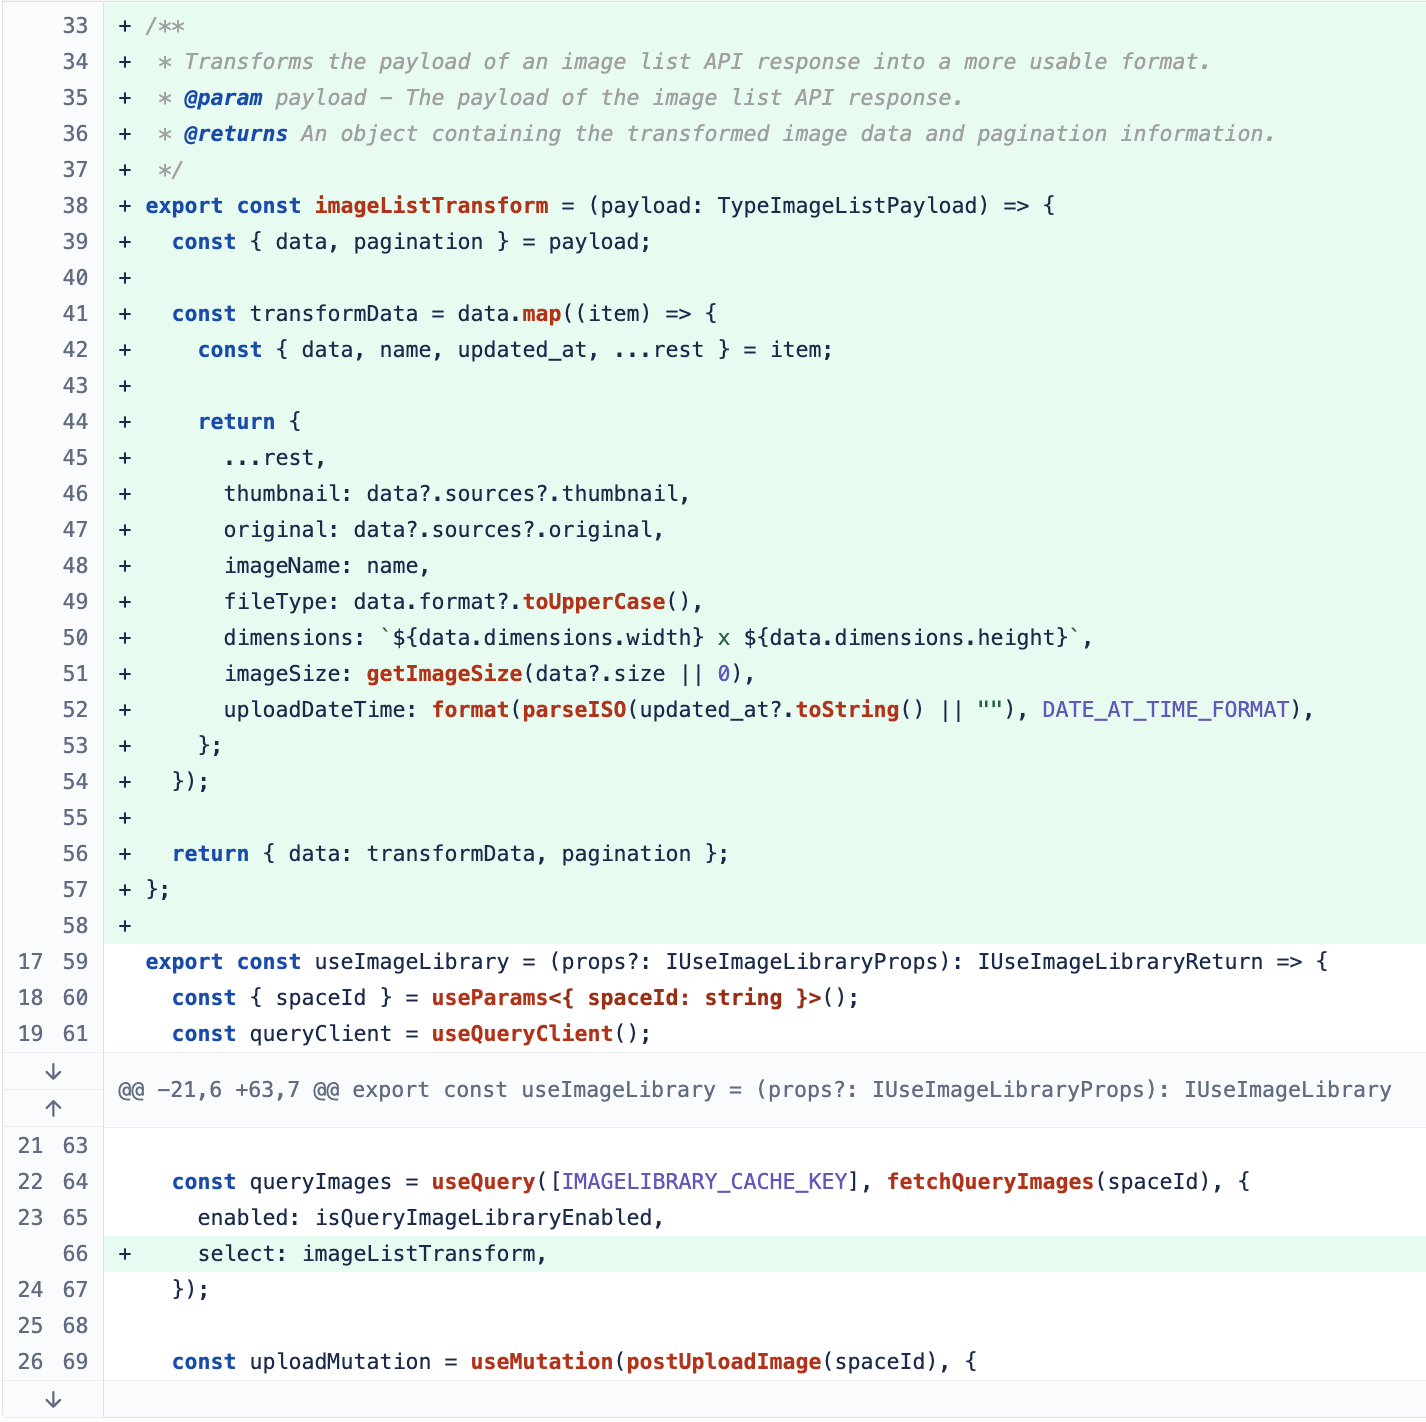 33 + /**
34 +  * Transforms the payload of an image list API response into a more usable format.
35 +  * @param payload - The payload of the image list API response.
36 +  * @returns An object containing the transformed image data and pagination information.
37 +  */
38 + export const imageListTransform = (payload: TypeImageListPayload) => {
39 +   const { data, pagination } = payload;
40 +
41 +   const transformData = data.map((item) => {
42 +     const { data, name, updated_at, ...rest } = item;
43 +
44 +     return {
45 +       ...rest,
46 +       thumbnail: data?.sources?.thumbnail,
47 +       original: data?.sources?.original,
48 +       imageName: name,
49 +       fileType: data.format?.toUpperCase(),
50 +       dimensions: `${data.dimensions.width} x ${data.dimensions.height}`,
51 +       imageSize: getImageSize(data?.size || 0),
52 +       uploadDateTime: format(parseISO(updated_at?.toString() || ""), DATE_AT_TIME_FORMAT),
53 +     };
54 +   });
55 +
56 +   return { data: transformData, pagination };
57 + };
58 +
17 59   export const useImageLibrary = (props?: IUseImageLibraryProps): IUseImageLibraryReturn => {
18 60     const { spaceId } = useParams<{ spaceId: string }>();
19 61     const queryClient = useQueryClient();
@@ -21,6 +63,7 @@ export const useImageLibrary = (props?: IUseImageLibraryProps): IUseImageLibrary
21 63
22 64     const queryImages = useQuery([IMAGELIBRARY_CACHE_KEY], fetchQueryImages(spaceId), {
23 65       enabled: isQueryImageLibraryEnabled,
66 +     select: imageListTransform,
24 67     });
25 68
26 69     const uploadMutation = useMutation(postUploadImage(spaceId), {